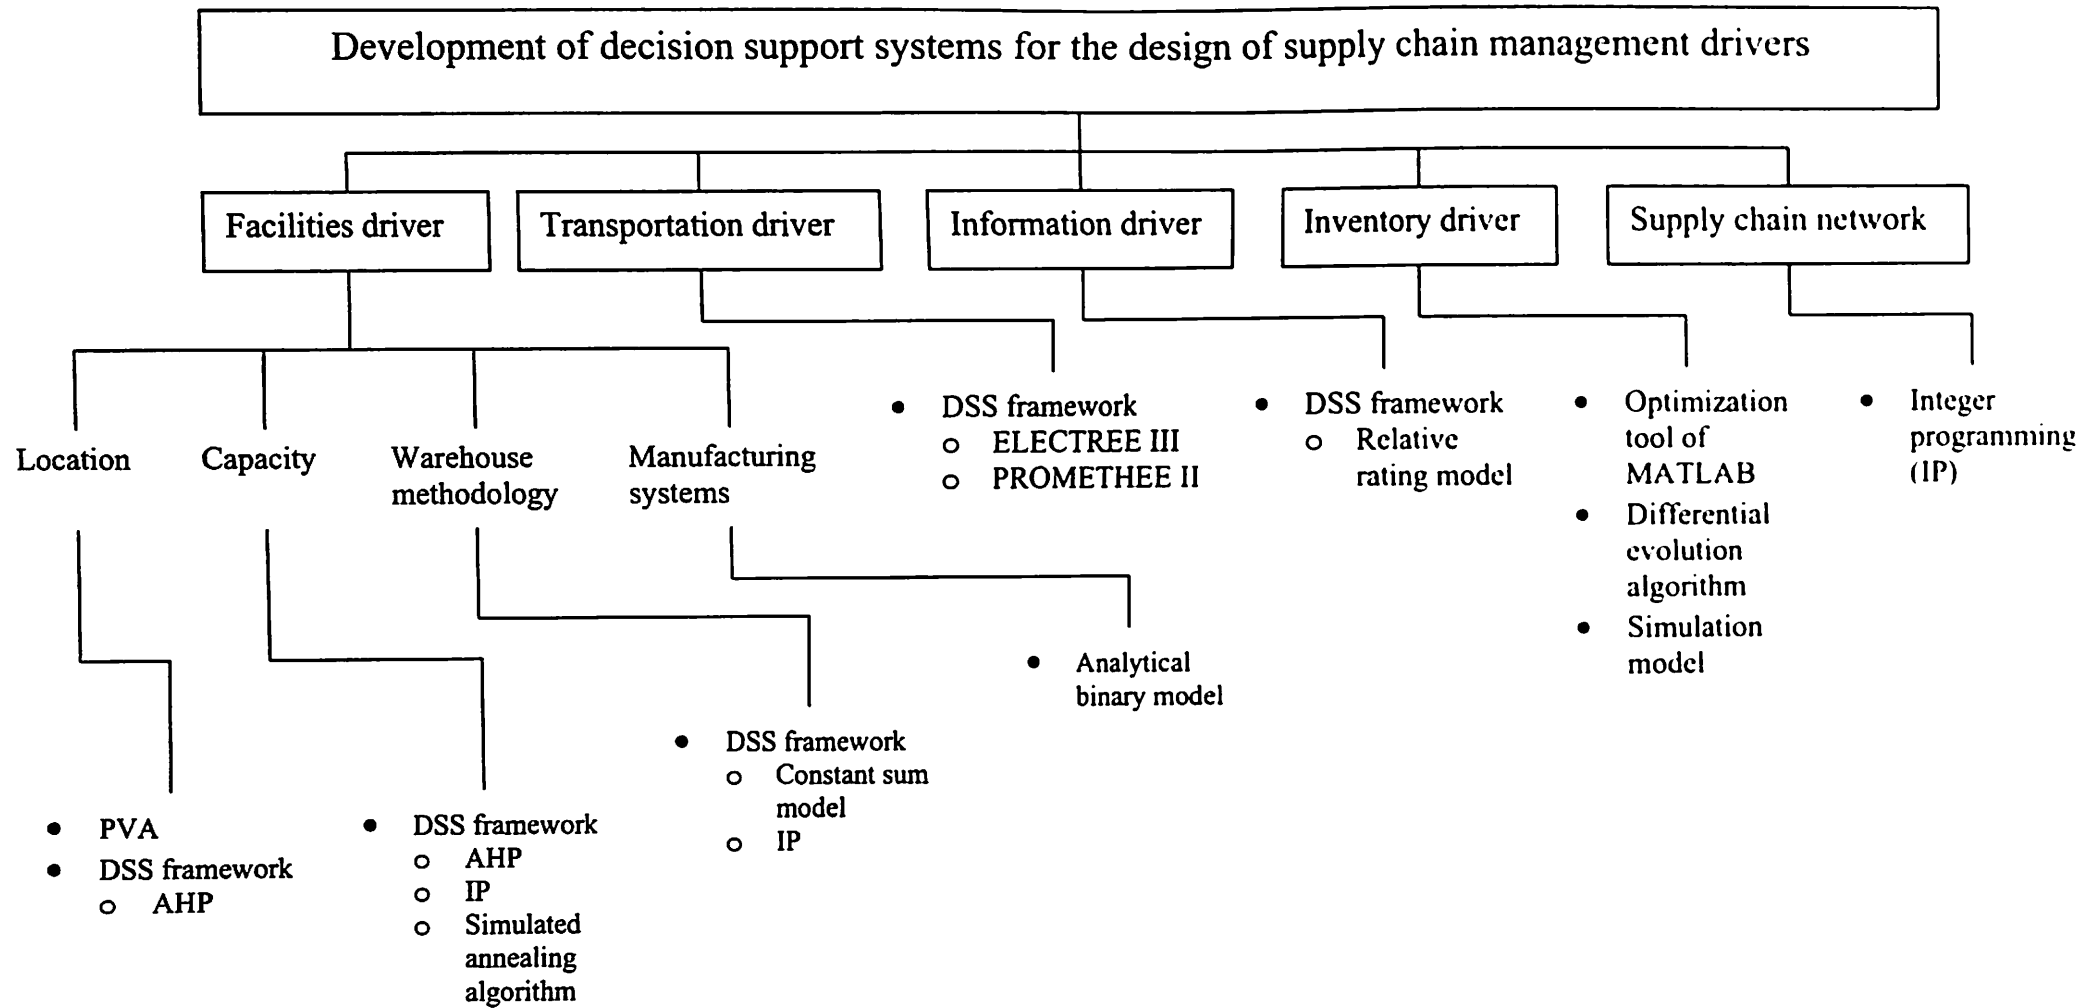 Development of decision support systems for the design of supply chain management drivers
Facilities driver
Transportation driver
Information driver
Inventory driver
Supply chain network
Location
Capacity
Warehouse
methodology
Manufacturing
systems
• DSS framework
o ELECTREE III
o PROMETHEE II
• DSS framework
o Relative
rating model
• Optimization
tool of
MATLAB
• Differential
evolution
algorithm
• Simulation
model
• Integer
programming
(IP)
• PVA
• DSS framework
o AHP
• DSS framework
o AHP
o IP
o Simulated
annealing
algorithm
• DSS framework
o Constant sum
model
o IP
• Analytical
binary model